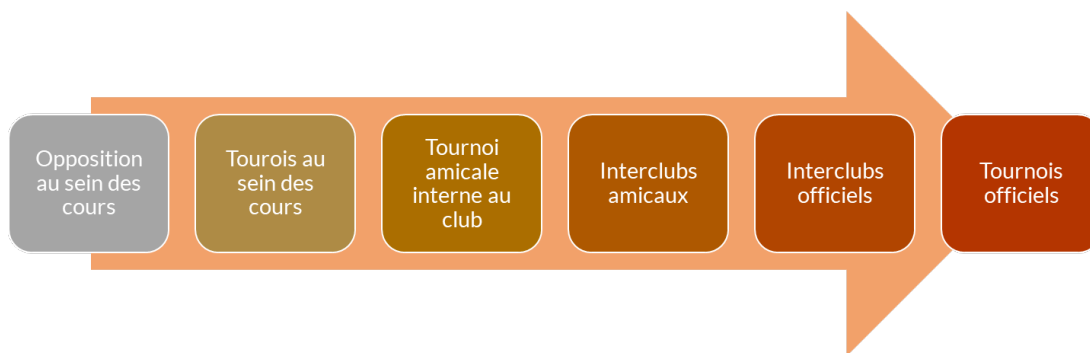 Opposition
au sein des
cours
Tourois au
sein des
cours
Tournoi
amicale
interne au
club
Interclubs
amicaux
Interclubs
officiels
Tournois
officiels